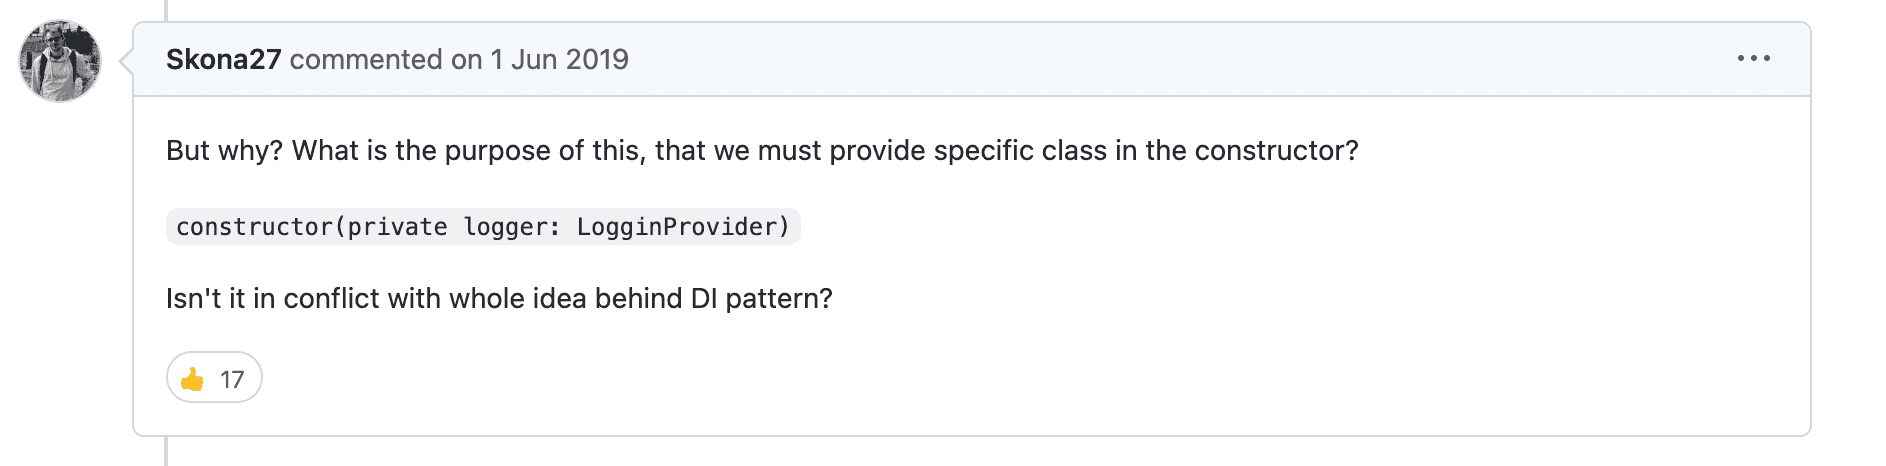 Skona27 commented on 1 Jun 2019
But why? What is the purpose of this, that we must provide specific class in the constructor?
constructor(private logger: LogginProvider)
Isn't it in conflict with whole idea behind DI pattern?
👍 17